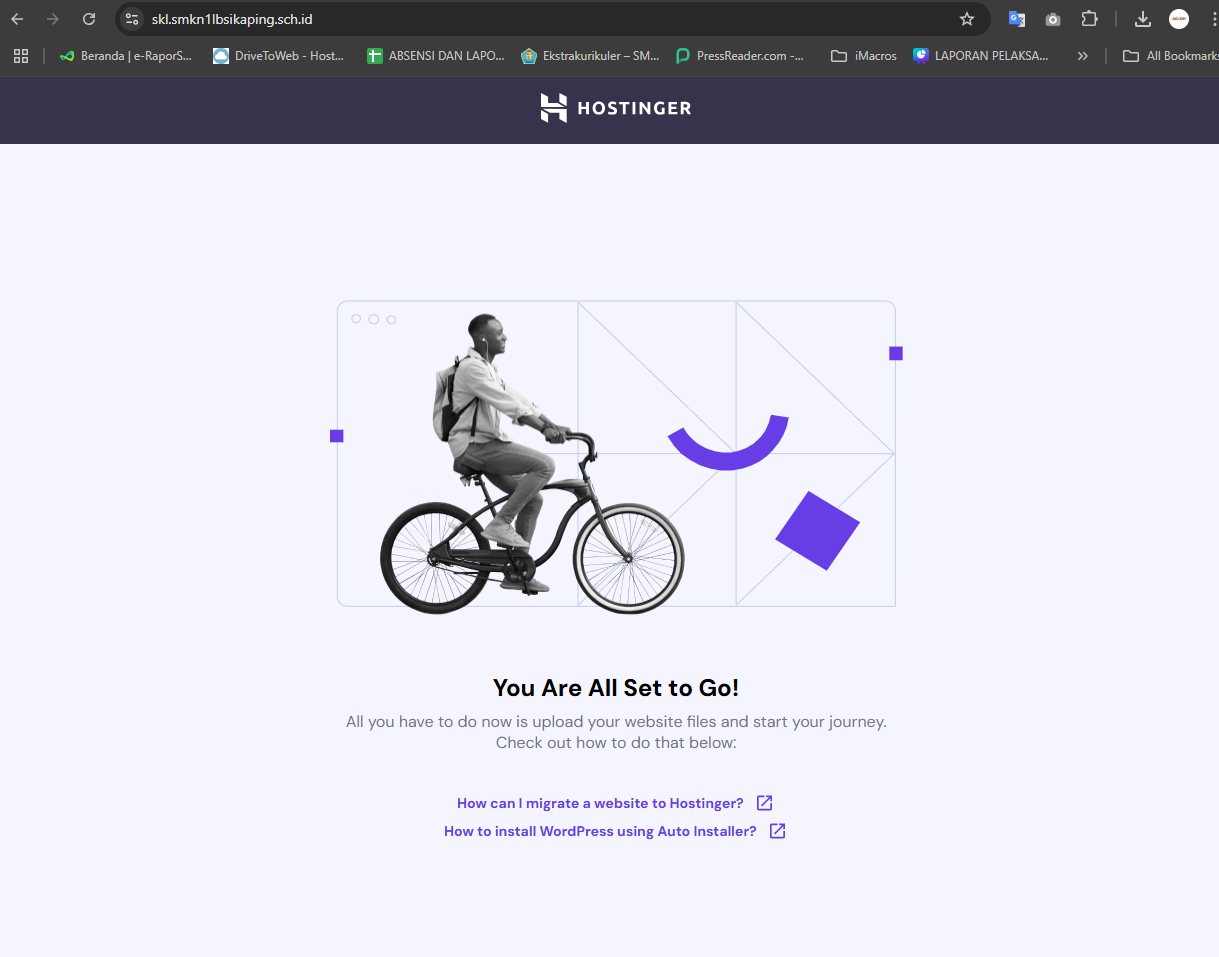 skl.smkn1lbsikaping.sch.id
Beranda | e-RaporS... DriveToWeb - Host... ABSENSI DAN LAPO... Ekstrakurikuler – SM... PressReader.com -... iMacros LAPORAN PELAKSA... All Bookmarks
HOSTINGER
You Are All Set to Go!
All you have to do now is upload your website files and start your journey.
Check out how to do that below:
How can I migrate a website to Hostinger?
How to install WordPress using Auto Installer?